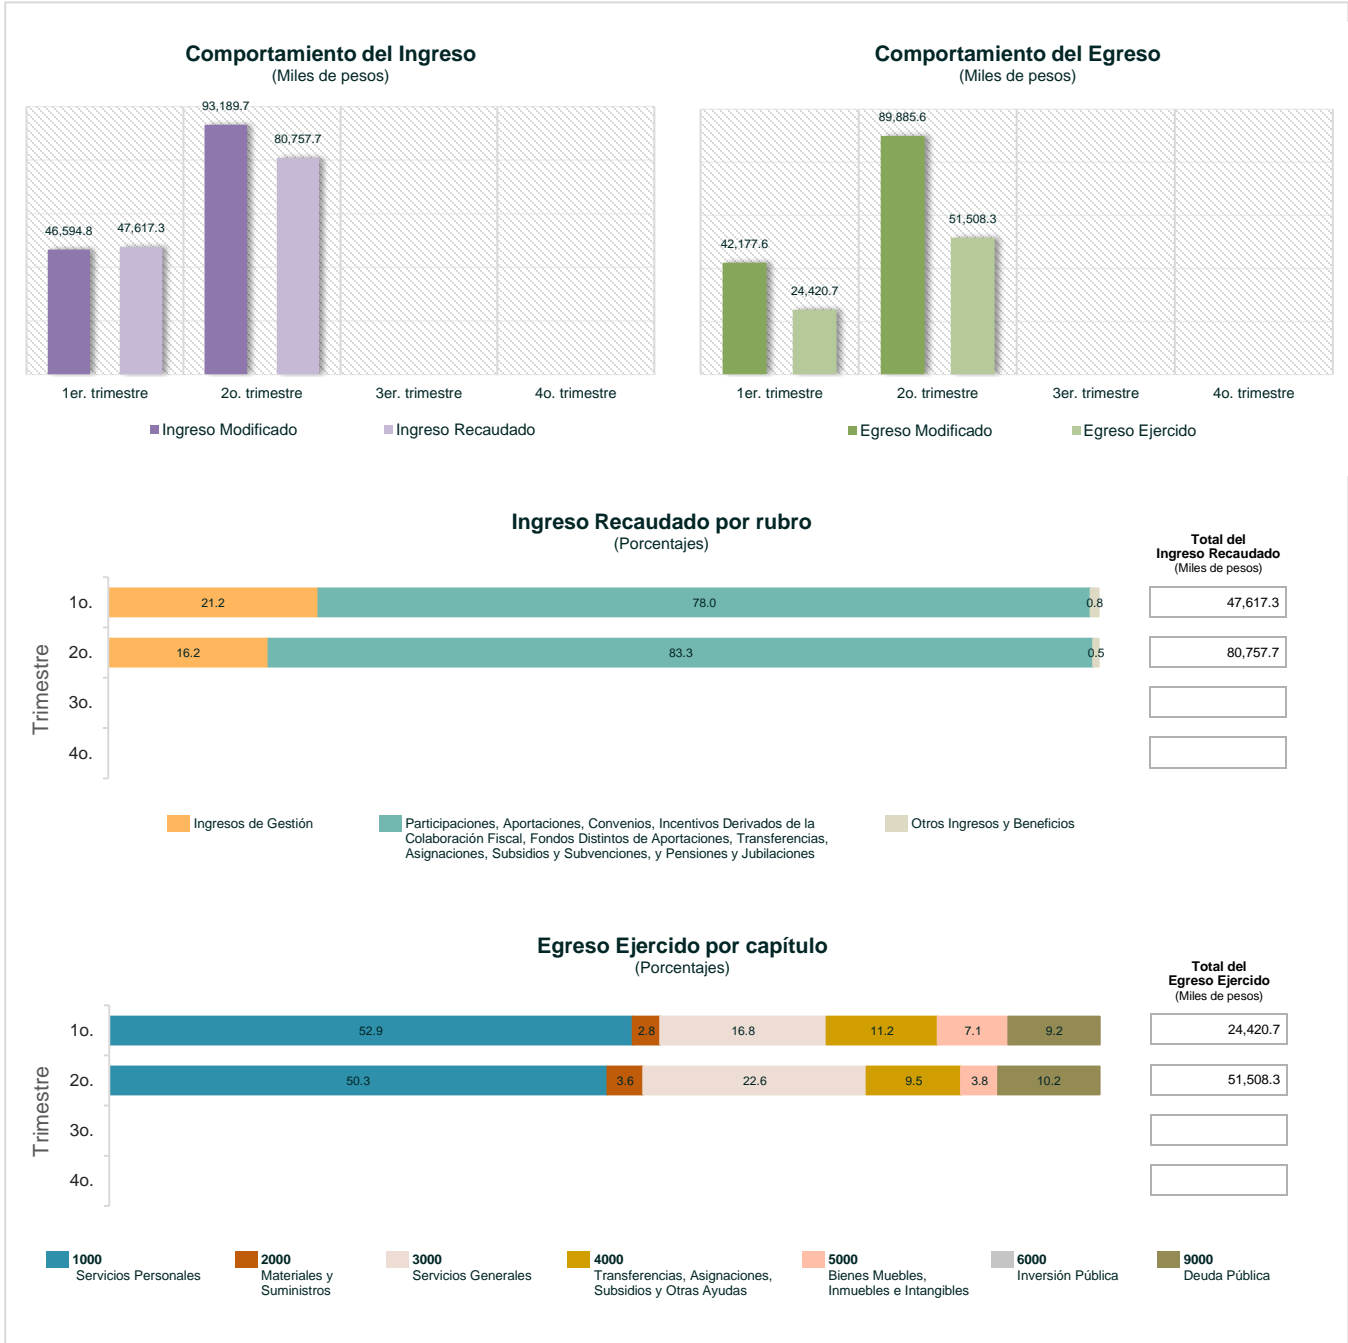 Comportamiento del Ingreso
(Miles de pesos)
93,189.7
80,757.7
46,594.8
47,617.3
1er. trimestre
2o. trimestre
3er. trimestre
4o. trimestre
Ingreso Modificado
Ingreso Recaudado
Comportamiento del Egreso
(Miles de pesos)
89,885.6
51,508.3
42,177.6
24,420.7
1er. trimestre
2o. trimestre
3er. trimestre
4o. trimestre
Egreso Modificado
Egreso Ejercido
Ingreso Recaudado por rubro
(Porcentajes)
Total del
Ingreso Recaudado
(Miles de pesos)
Trimestre
1o.
21.2
78.0
0.8
47,617.3
2o.
16.2
83.3
0.5
80,757.7
3o.
4o.
Ingresos de Gestión
Participaciones, Aportaciones, Convenios, Incentivos Derivados de la
Colaboración Fiscal, Fondos Distintos de Aportaciones, Transferencias,
Asignaciones, Subsidios y Subvenciones, y Pensiones y Jubilaciones
Otros Ingresos y Beneficios
Egreso Ejercido por capítulo
(Porcentajes)
Total del
Egreso Ejercido
(Miles de pesos)
Trimestre
1o.
52.9
2.8
16.8
11.2
7.1
9.2
24,420.7
2o.
50.3
3.6
22.6
9.5
3.8
10.2
51,508.3
3o.
4o.
1000
Servicios Personales
2000
Materiales y
Suministros
3000
Servicios Generales
4000
Transferencias, Asignaciones,
Subsidios y Otras Ayudas
5000
Bienes Muebles,
Inmuebles e Intangibles
6000
Inversión Pública
9000
Deuda Pública